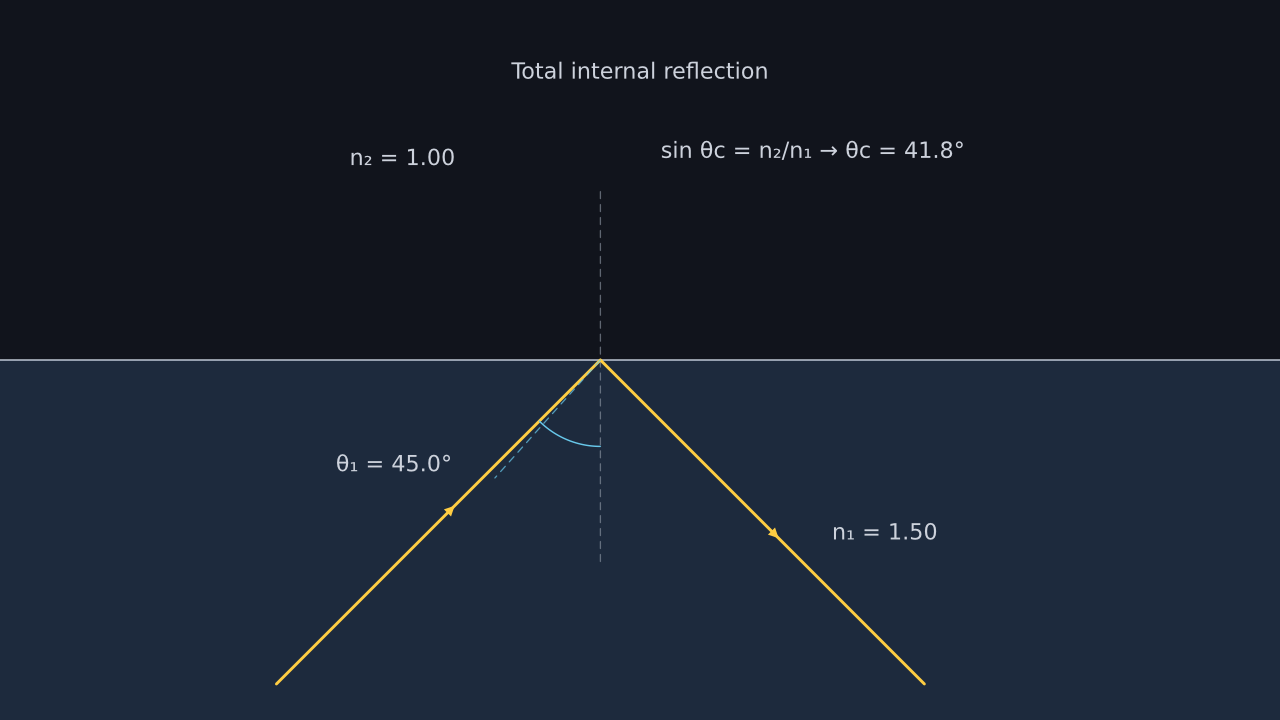 Total internal reflection
n₂ = 1.00
sin θc = n₂/n₁ → θc = 41.8°
θ₁ = 45.0°
n₁ = 1.50